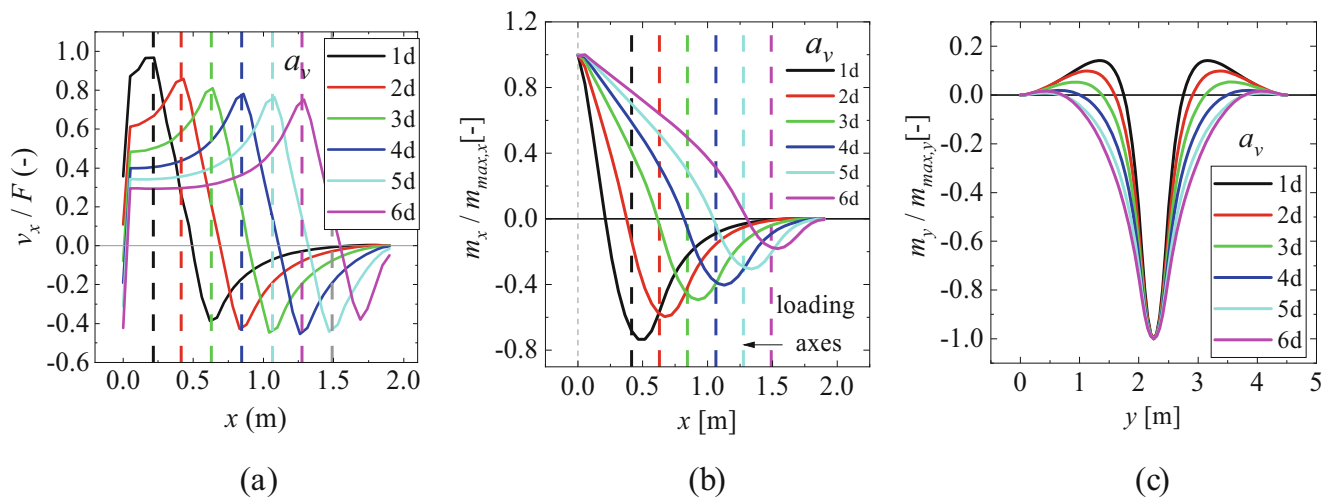 1.0
0.8
0.6
0.4
0.2
0.0
-0.2
-0.4
-0.6
v_x / F (-)
0.0 0.5 1.0 1.5 2.0
x (m)
a_v
1d
2d
3d
4d
5d
6d
(a)
1.2
0.8
0.4
0.0
-0.4
-0.8
m_x / m_max,x[-]
0.0 0.5 1.0 1.5 2.0
x [m]
a_v
1d
2d
3d
4d
5d
6d
loading
axes
(b)
0.2
0.0
-0.2
-0.4
-0.6
-0.8
-1.0
m_y / m_max,y[-]
0 1 2 3 4 5
y [m]
a_v
1d
2d
3d
4d
5d
6d
(c)